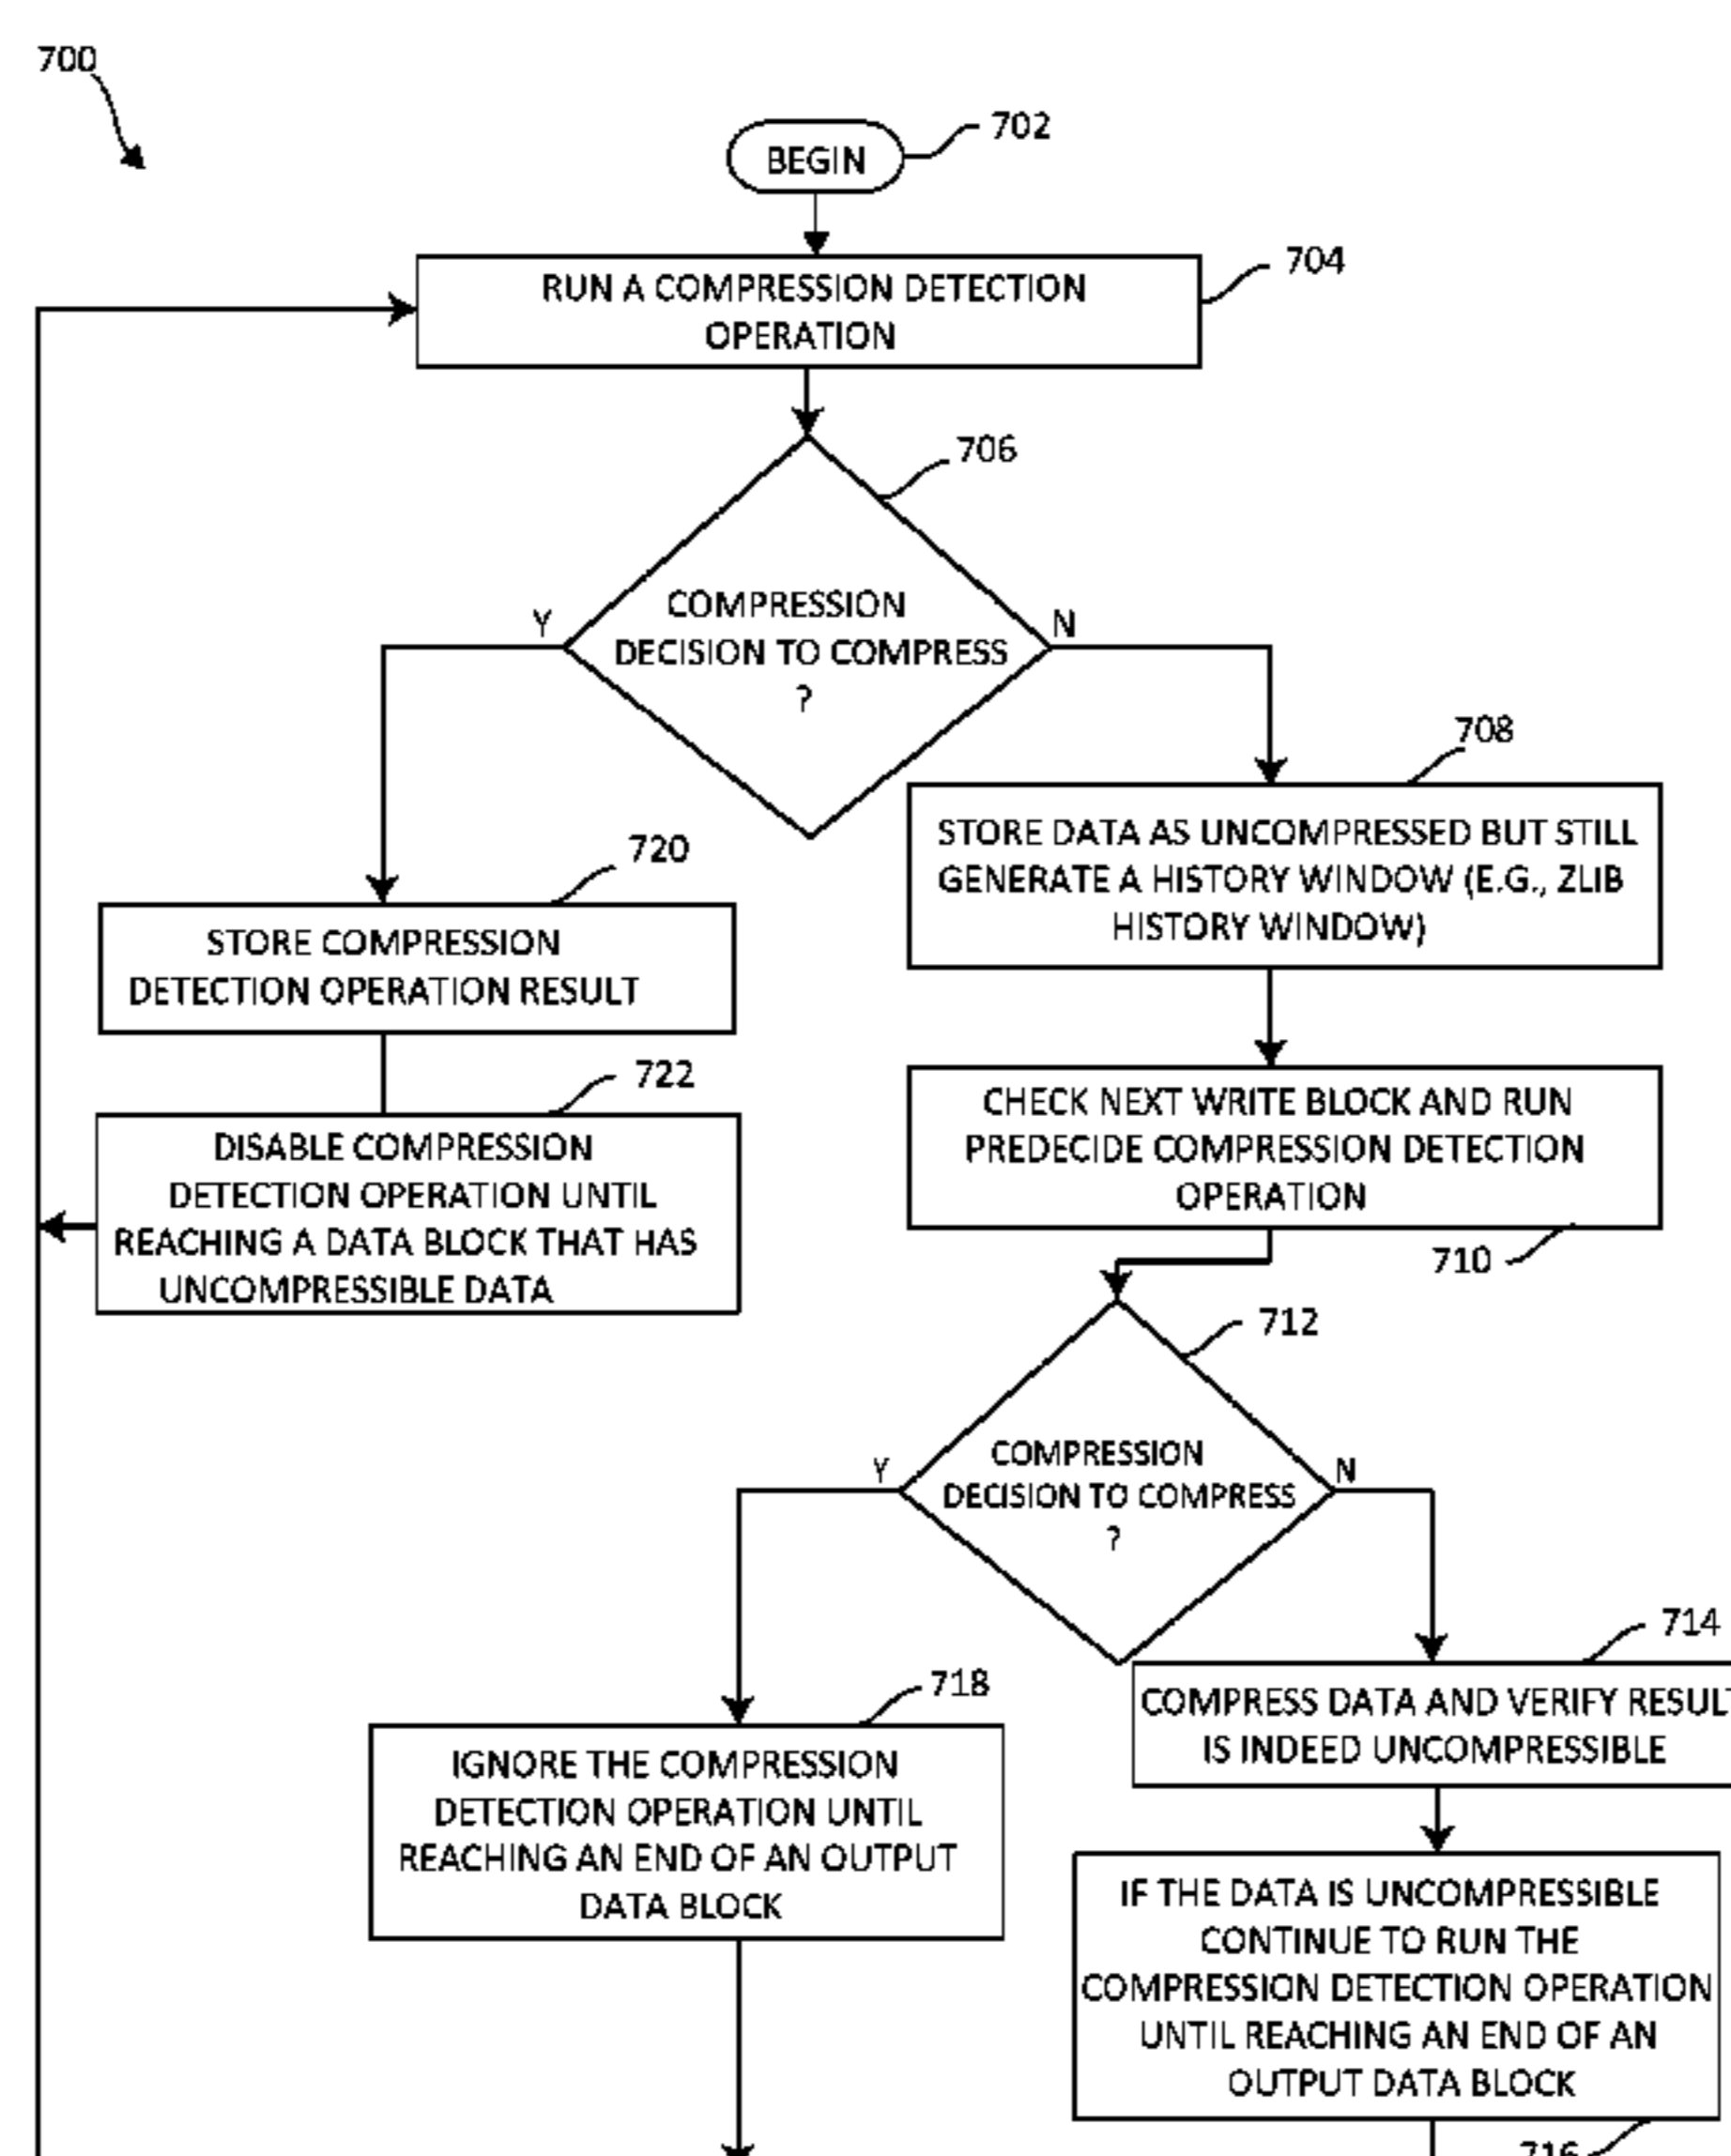 700
BEGIN
702
RUN A COMPRESSION DETECTION
OPERATION
704
706
COMPRESSION
DECISION TO COMPRESS
?
Y
N
708
STORE DATA AS UNCOMPRESSED BUT STILL
GENERATE A HISTORY WINDOW (E.G., ZLIB
HISTORY WINDOW)
720
STORE COMPRESSION
DETECTION OPERATION RESULT
722
DISABLE COMPRESSION
DETECTION OPERATION UNTIL
REACHING A DATA BLOCK THAT HAS
UNCOMPRESSIBLE DATA
CHECK NEXT WRITE BLOCK AND RUN
PREDECIDE COMPRESSION DETECTION
OPERATION
710
712
COMPRESSION
DECISION TO COMPRESS
?
Y
N
714
COMPRESS DATA AND VERIFY RESULT
IS INDEED UNCOMPRESSIBLE
718
IGNORE THE COMPRESSION
DETECTION OPERATION UNTIL
REACHING AN END OF AN OUTPUT
DATA BLOCK
IF THE DATA IS UNCOMPRESSIBLE
CONTINUE TO RUN THE
COMPRESSION DETECTION OPERATION
UNTIL REACHING AN END OF AN
OUTPUT DATA BLOCK
716